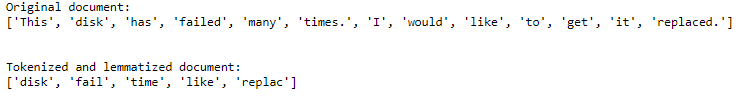 Original document:
['This', 'disk', 'has', 'failed', 'many', 'times.', 'I', 'would', 'like', 'to', 'get', 'it', 'replaced.']
Tokenized and lemmatized document:
['disk', 'fail', 'time', 'like', 'replac']